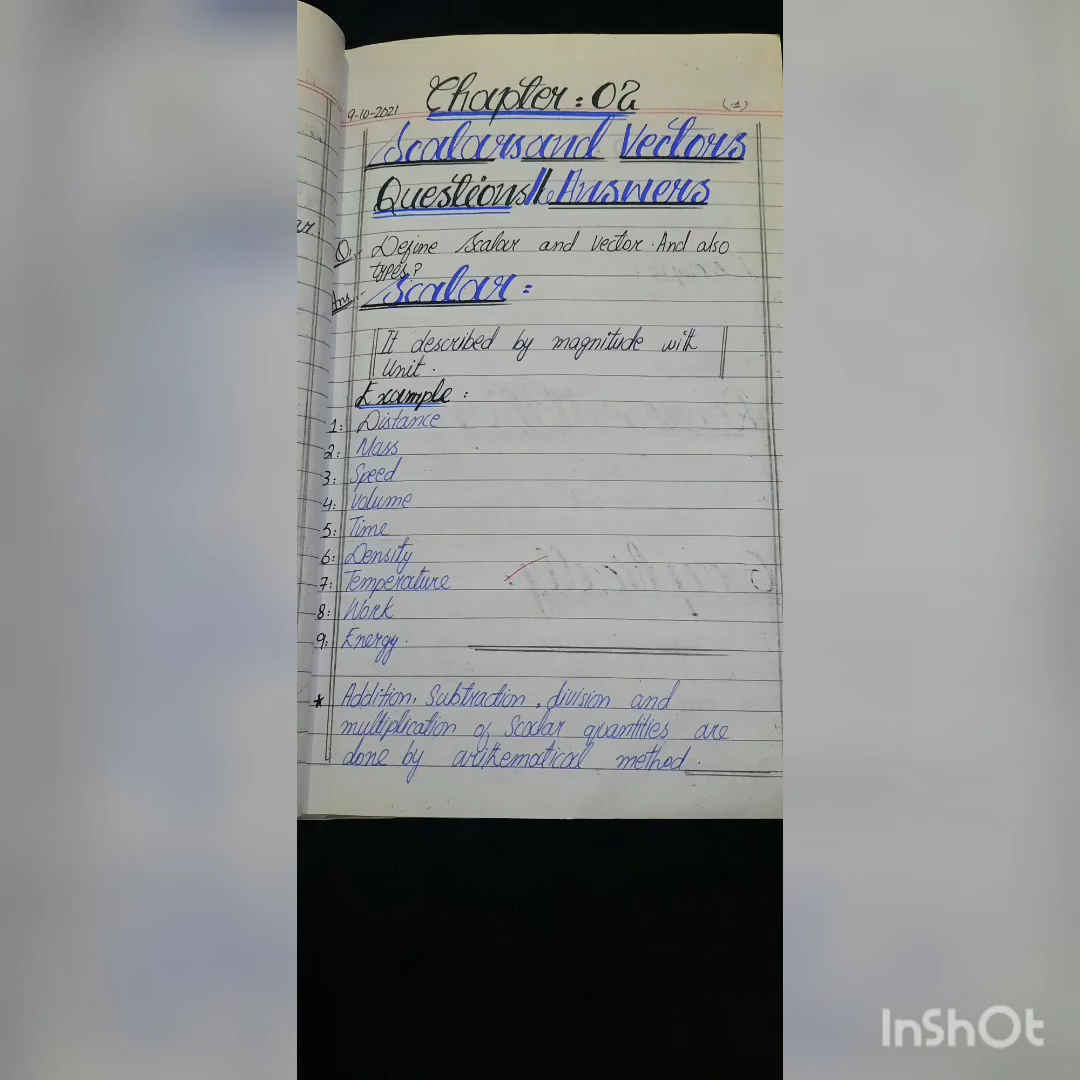 9-10-2021
Chapter: 02
(1)
Scalars and Vectors
Questions // Answers
Q:- Define Scalar and vector. And also
types?
Ans:- Scalar:
It described by magnitude with
Unit.
Example:
1: Distance
2: Mass
3: Speed
4: Volume
5: Time
6: Density
7: Temperature
8: Work
9: Energy.
* Addition, Subtraction, division and
multiplication of Scalar quantities are
done by arithematical method.
InShOt